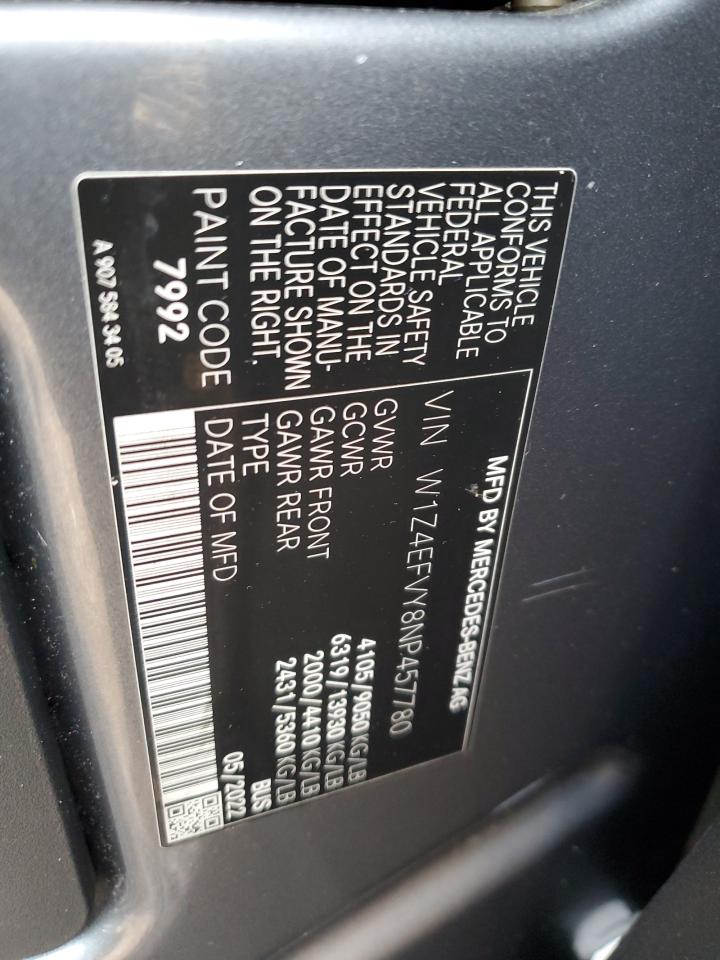 THIS VEHICLE
CONFORMS TO
ALL APPLICABLE
FEDERAL
VEHICLE SAFETY
STANDARDS IN
EFFECT ON THE
DATE OF MANU-
FACTURE SHOWN
ON THE RIGHT.
PAINT CODE
7992
A 907 584 34 05
MFD BY MERCEDES-BENZ AG
VIN W1Z4EFVY8NP457780
GVWR 4105/9050 KG/LB
GCWR 6319/13930 KG/LB
GAWR FRONT 2000/4410 KG/LB
GAWR REAR 2431/5360 KG/LB
TYPE BUS
DATE OF MFD 05/2022